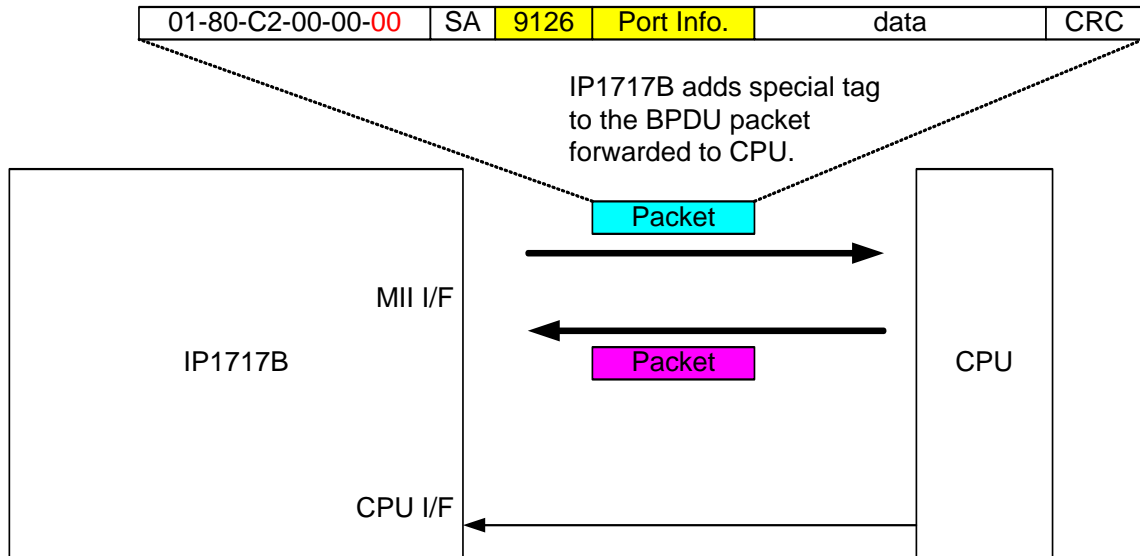 01-80-C2-00-00-00 SA 9126 Port Info. data CRC
IP1717B adds special tag
to the BPDU packet
forwarded to CPU.
Packet
MII I/F
IP1717B
Packet
CPU
CPU I/F